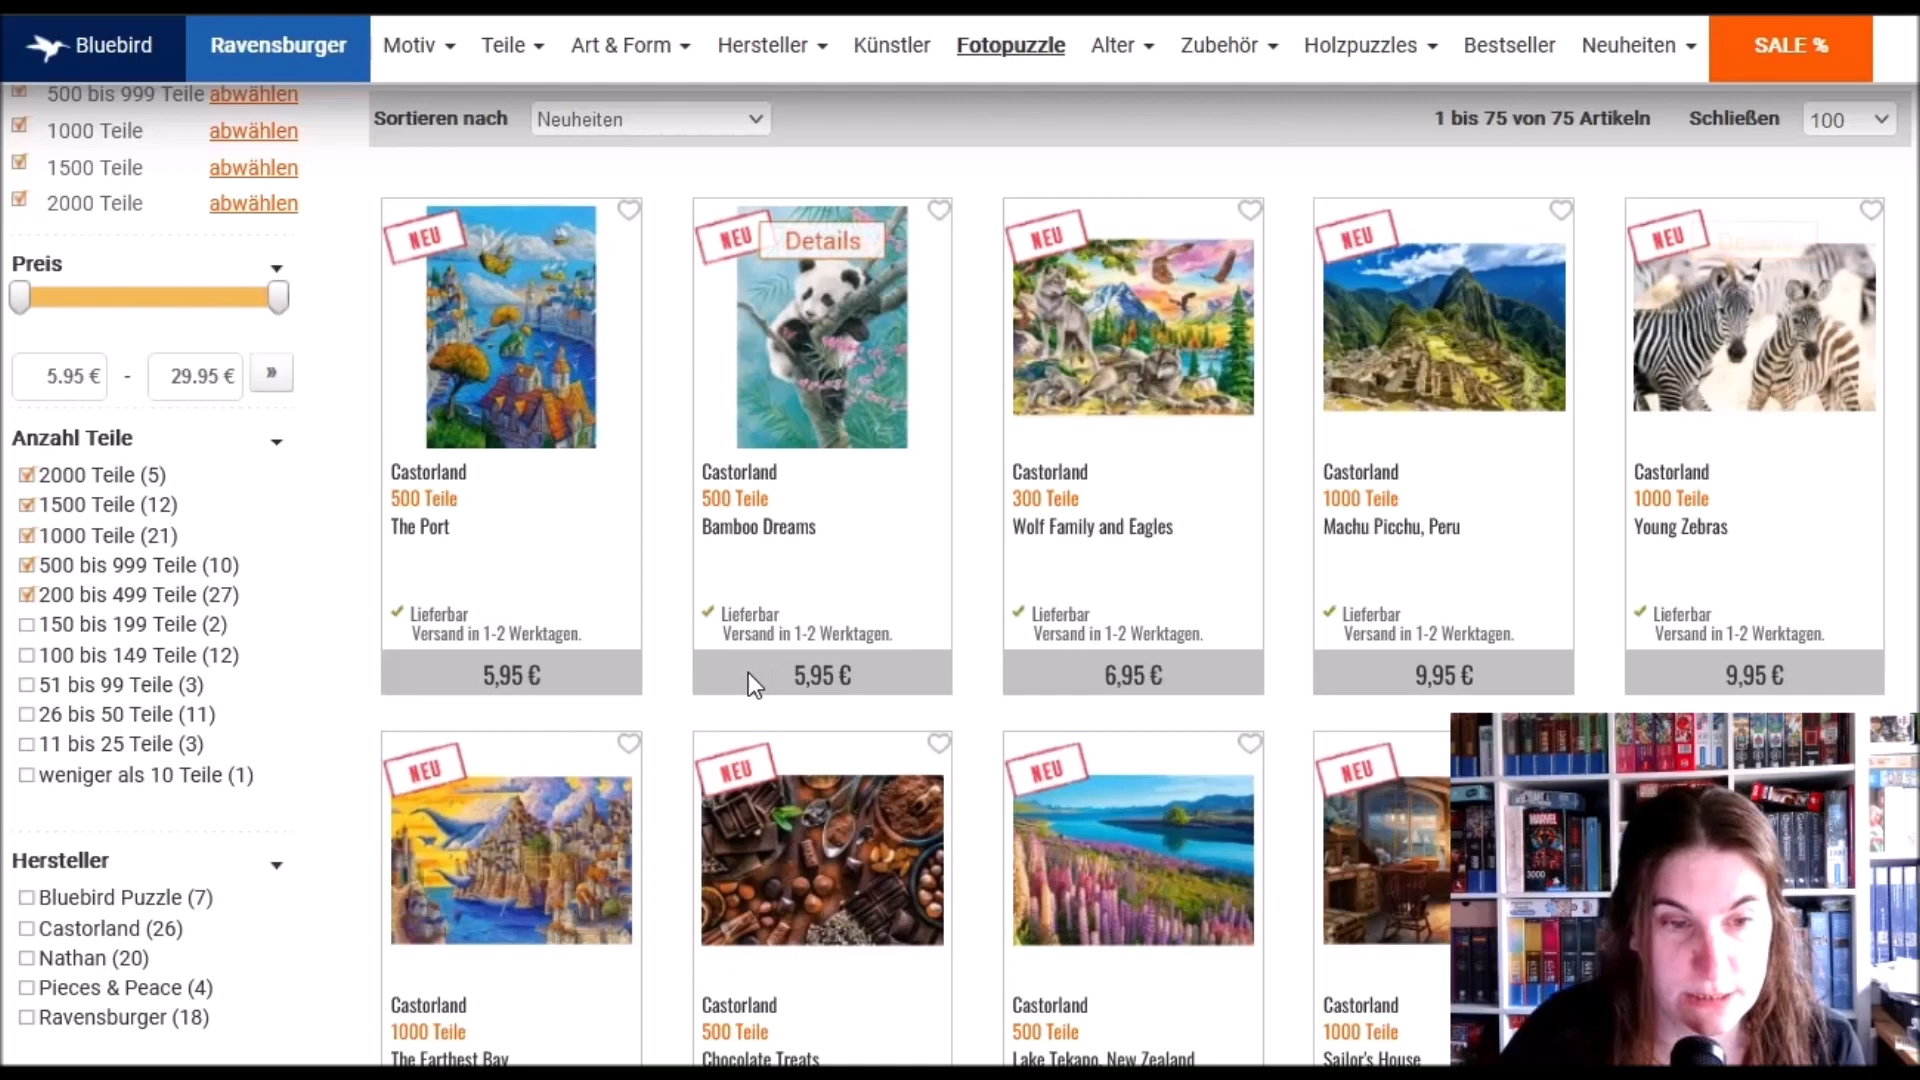 Bluebird
Ravensburger
Motiv
Teile
Art & Form
Hersteller
Künstler
Fotopuzzle
Alter
Zubehör
Holzpuzzles
Bestseller
Neuheiten
SALE %
500 bis 999 Teile abwählen
1000 Teile abwählen
1500 Teile abwählen
2000 Teile abwählen
Preis
5.95 € - 29.95 € »
Anzahl Teile
2000 Teile (5)
1500 Teile (12)
1000 Teile (21)
500 bis 999 Teile (10)
200 bis 499 Teile (27)
150 bis 199 Teile (2)
100 bis 149 Teile (12)
51 bis 99 Teile (3)
26 bis 50 Teile (11)
11 bis 25 Teile (3)
weniger als 10 Teile (1)
Hersteller
Bluebird Puzzle (7)
Castorland (26)
Nathan (20)
Pieces & Peace (4)
Ravensburger (18)
Sortieren nach
Neuheiten
1 bis 75 von 75 Artikeln
Schließen
100
NEU
Castorland
500 Teile
The Port
Lieferbar
Versand in 1-2 Werktagen.
5,95 €
NEU
Details
Castorland
500 Teile
Bamboo Dreams
Lieferbar
Versand in 1-2 Werktagen.
5,95 €
NEU
Castorland
300 Teile
Wolf Family and Eagles
Lieferbar
Versand in 1-2 Werktagen.
6,95 €
NEU
Castorland
1000 Teile
Machu Picchu, Peru
Lieferbar
Versand in 1-2 Werktagen.
9,95 €
NEU
Details
Castorland
1000 Teile
Young Zebras
Lieferbar
Versand in 1-2 Werktagen.
9,95 €
NEU
Castorland
1000 Teile
The Farthest Bay
NEU
Castorland
500 Teile
Chocolate Treats
NEU
Castorland
500 Teile
Lake Tekapo, New Zealand
NEU
Castorland
1000 Teile
Sailor's House
MARVEL
3000